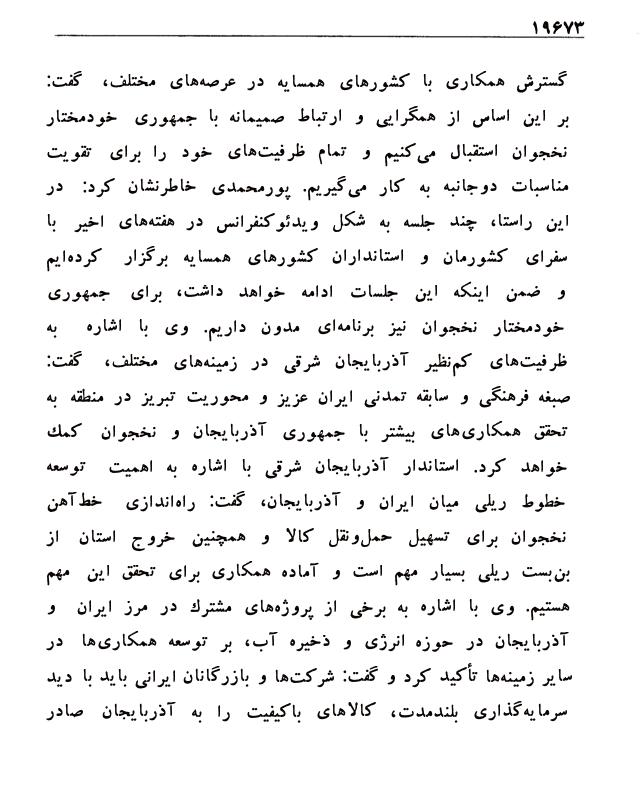 ۱۹۶۷۳
گسترش همکاری با کشورهای همسایه در عرصه‌های مختلف، گفت:
بر این اساس از همگرایی و ارتباط صمیمانه با جمهوری خودمختار
نخجوان استقبال می‌کنیم و تمام ظرفیت‌های خود را برای تقویت
مناسبات دوجانبه به کار می‌گیریم. پورمحمدی خاطرنشان کرد: در
این راستا، چند جلسه به شکل ویدئوکنفرانس در هفته‌های اخیر با
سفرای کشورمان و استانداران کشورهای همسایه برگزار کرده‌ایم
و ضمن اینکه این جلسات ادامه خواهد داشت، برای جمهوری
خودمختار نخجوان نیز برنامه‌ای مدون داریم. وی با اشاره به
ظرفیت‌های کم‌نظیر آذربایجان شرقی در زمینه‌های مختلف، گفت:
صبغه فرهنگی و سابقه تمدنی ایران عزیز و محوریت تبریز در منطقه به
تحقق همکاری‌های بیشتر با جمهوری آذربایجان و نخجوان کمك
خواهد کرد. استاندار آذربایجان شرقی با اشاره به اهمیت توسعه
خطوط ریلی میان ایران و آذربایجان، گفت: راه‌اندازی خط‌آهن
نخجوان برای تسهیل حمل‌ونقل کالا و همچنین خروج استان از
بن‌بست ریلی بسیار مهم است و آماده همکاری برای تحقق این مهم
هستیم. وی با اشاره به برخی از پروژه‌های مشترك در مرز ایران و
آذربایجان در حوزه انرژی و ذخیره آب، بر توسعه همکاری‌ها در
سایر زمینه‌ها تأکید کرد و گفت: شرکت‌ها و بازرگانان ایرانی باید با دید
سرمایه‌گذاری بلندمدت، کالاهای باکیفیت را به آذربایجان صادر